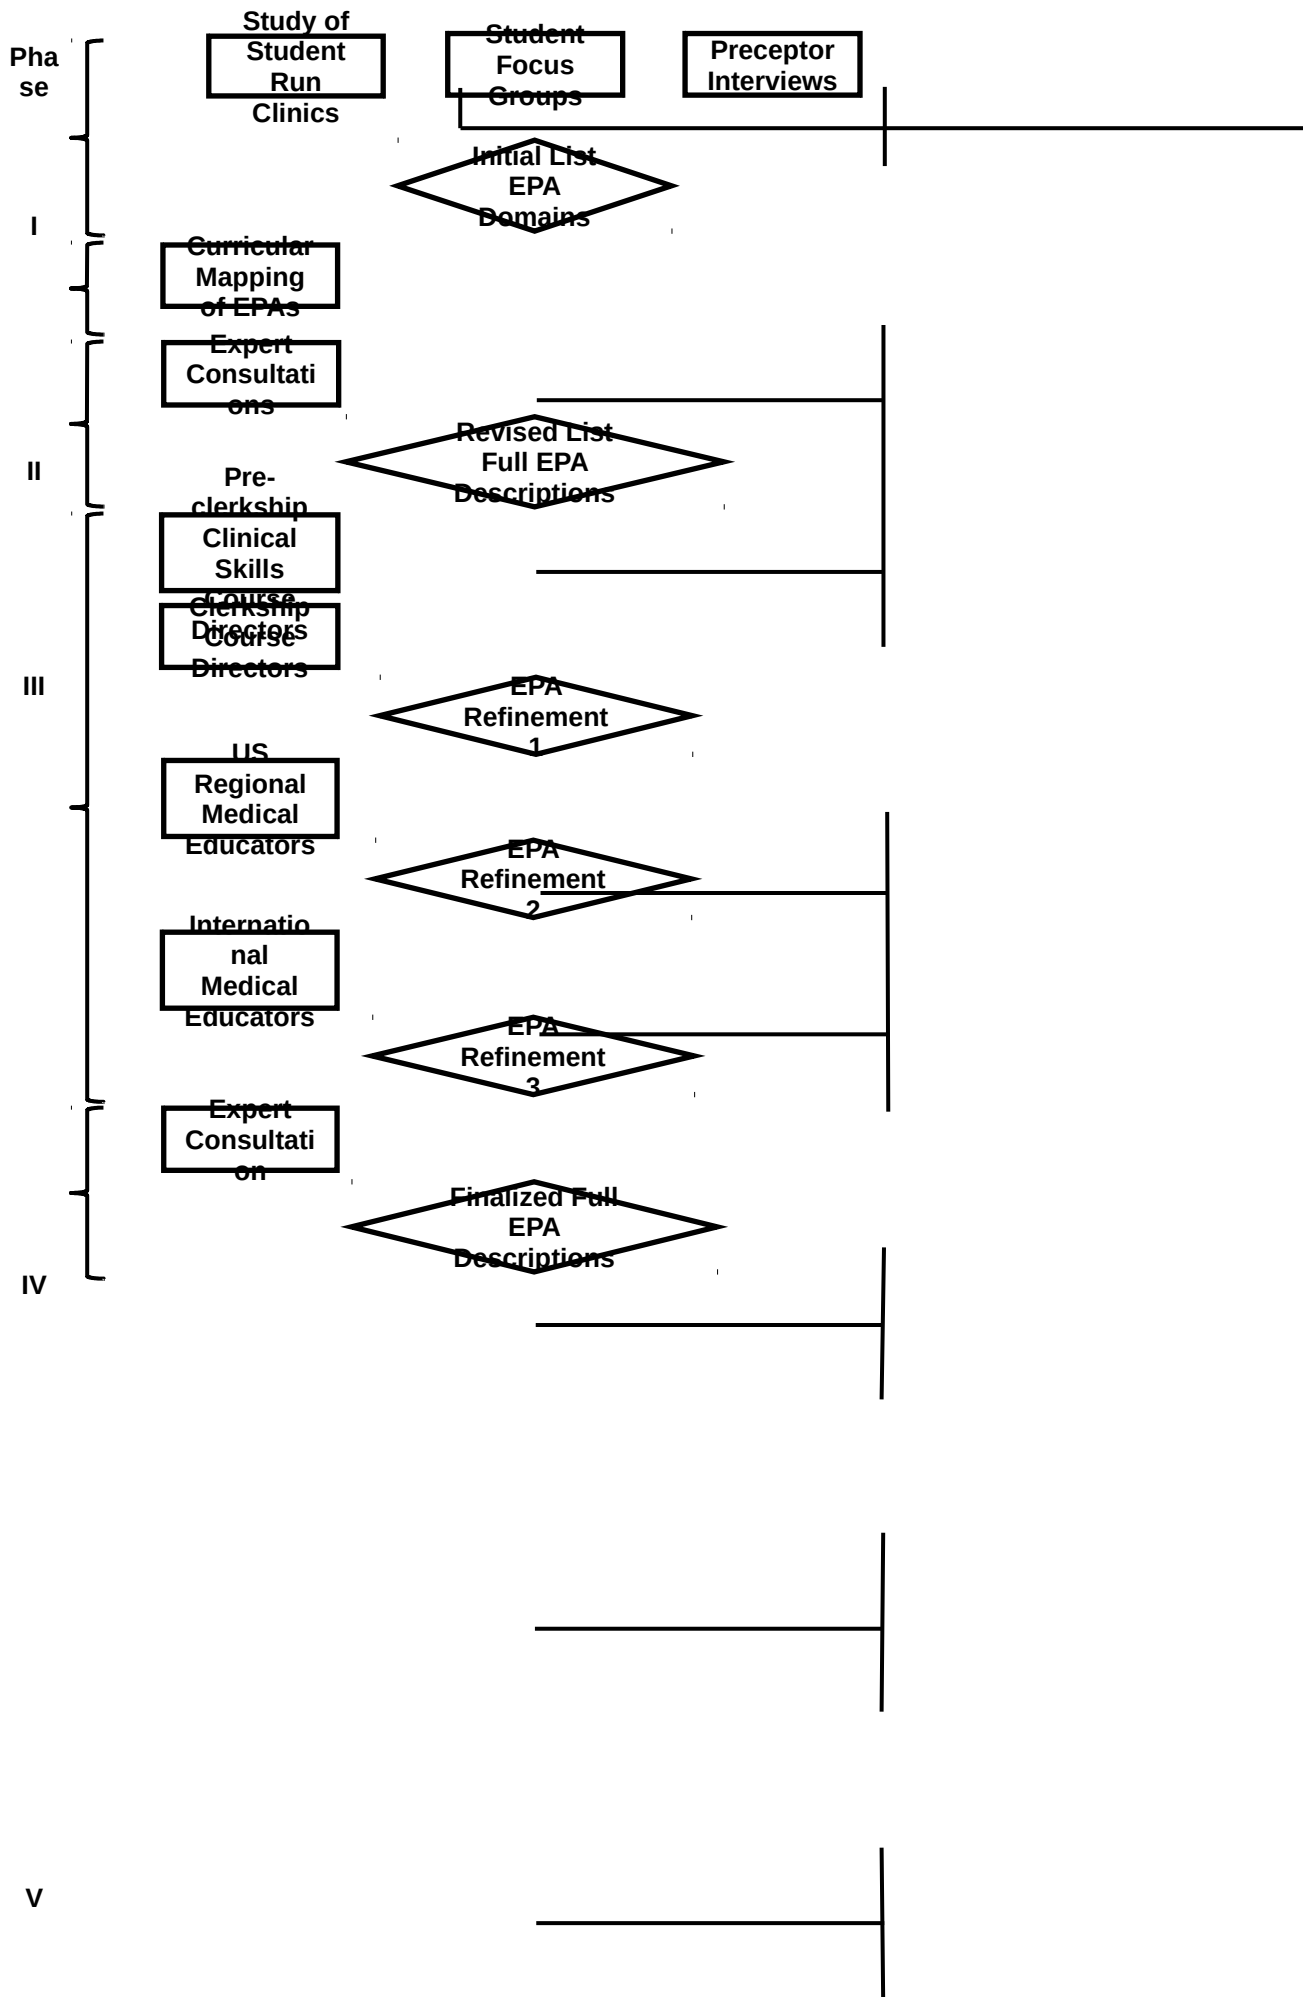 Pha
se
Study of
Student
Run
Clinics
Student
Focus
Groups
Preceptor
Interviews
Initial List
EPA
Domains
I
Curricular
Mapping
of EPAs
Expert
Consultati
ons
Revised List
Full EPA
Descriptions
II
Pre-
clerkship
Clinical
Skills
Course
Directors
Clerkship
Course
Directors
III
EPA
Refinement
1
US
Regional
Medical
Educators
EPA
Refinement
2
Internatio
nal
Medical
Educators
EPA
Refinement
3
Expert
Consultati
on
Finalized Full
EPA
Descriptions
IV
V